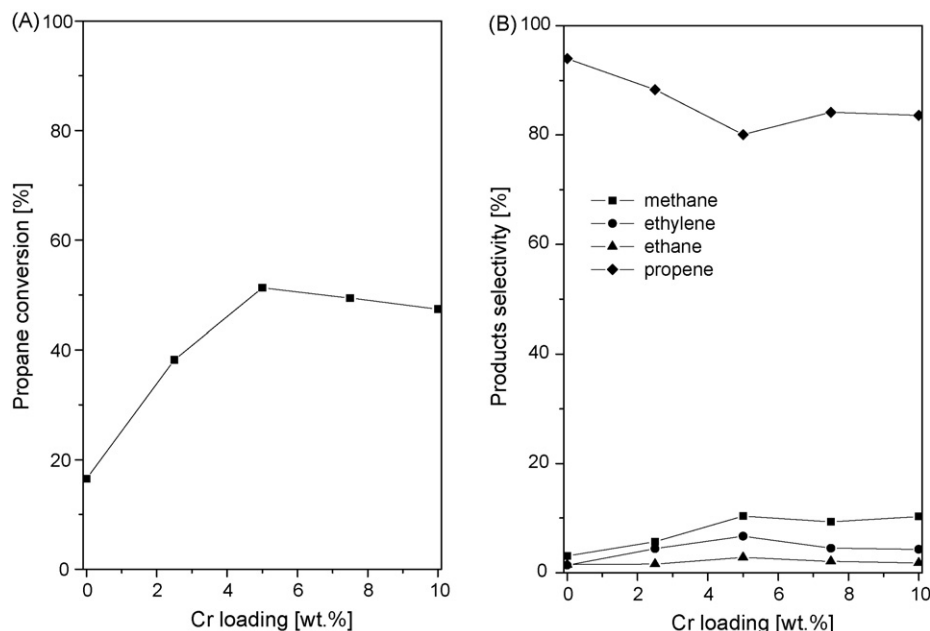 (A)
100
80
60
40
20
0
Propane conversion [%]
0 2 4 6 8 10
Cr loading [wt.%]
(B)
100
80
60
40
20
0
Products selectivity [%]
methane
ethylene
ethane
propene
0 2 4 6 8 10
Cr loading [wt.%]